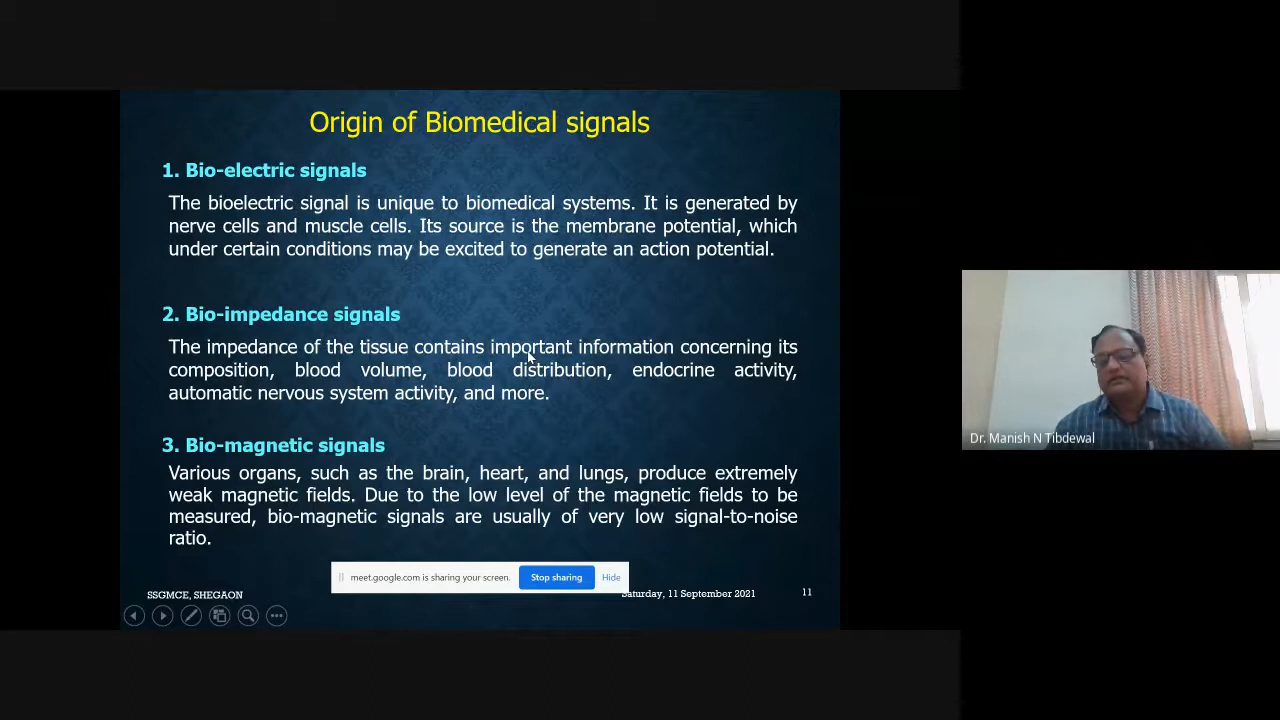 Origin of Biomedical signals
1. Bio-electric signals
The bioelectric signal is unique to biomedical systems. It is generated by
nerve cells and muscle cells. Its source is the membrane potential, which
under certain conditions may be excited to generate an action potential.
2. Bio-impedance signals
The impedance of the tissue contains important information concerning its
composition, blood volume, blood distribution, endocrine activity,
automatic nervous system activity, and more.
3. Bio-magnetic signals
Various organs, such as the brain, heart, and lungs, produce extremely
weak magnetic fields. Due to the low level of the magnetic fields to be
measured, bio-magnetic signals are usually of very low signal-to-noise
ratio.
meet.google.com is sharing your screen. Stop sharing Hide
SSGMCE, SHEGAON Saturday, 11 September 2021 11
Dr. Manish N Tibdewal